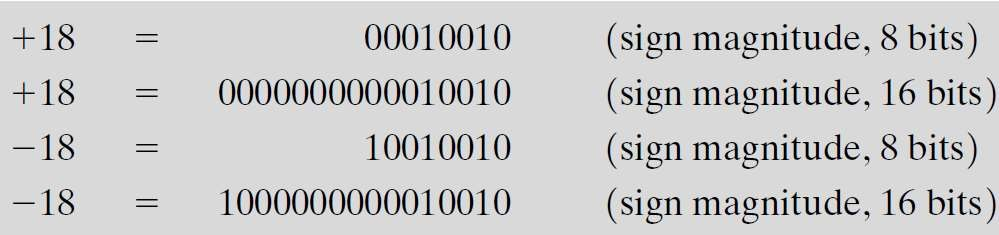 +18 = 00010010 (sign magnitude, 8 bits)
+18 = 0000000000010010 (sign magnitude, 16 bits)
−18 = 10010010 (sign magnitude, 8 bits)
−18 = 1000000000010010 (sign magnitude, 16 bits)